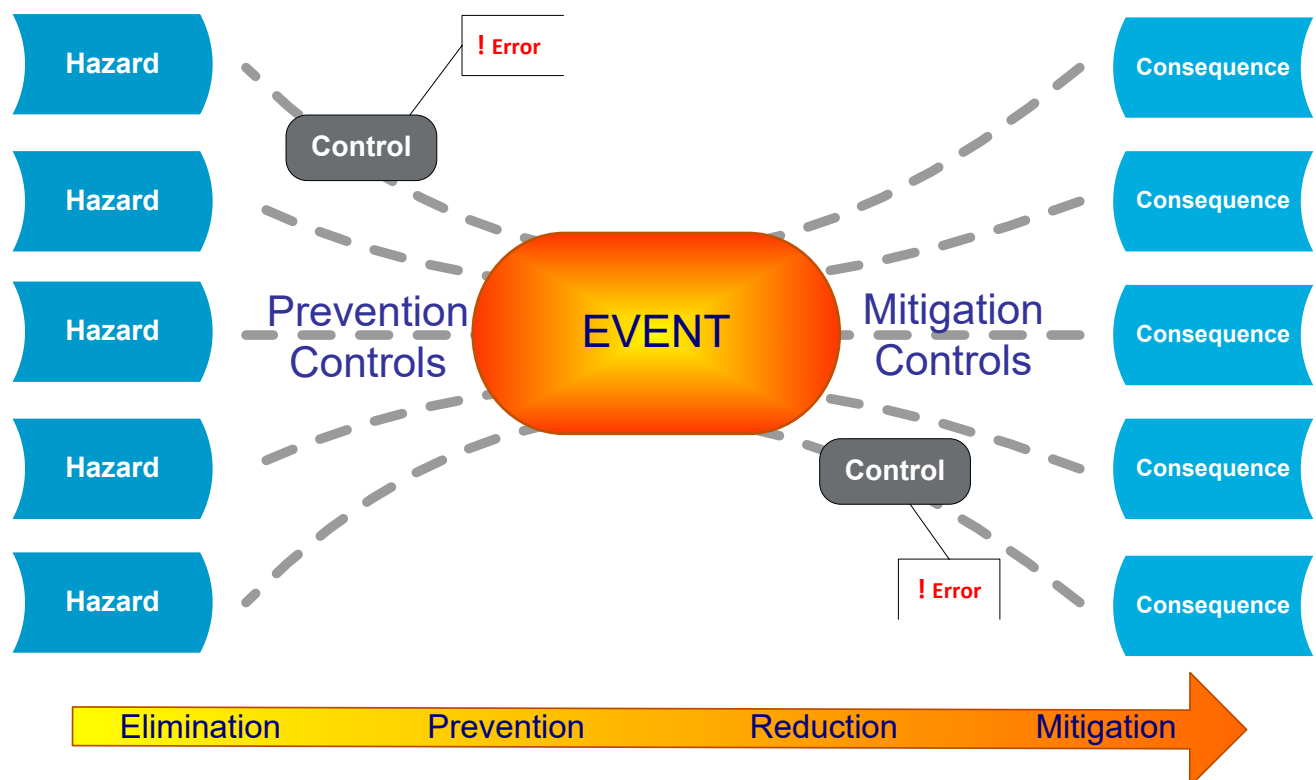 Hazard
! Error
Consequence
Control
Hazard
Consequence
Hazard
Prevention
Controls
EVENT
Mitigation
Controls
Consequence
Hazard
Control
Consequence
! Error
Hazard
Consequence
Elimination
Prevention
Reduction
Mitigation